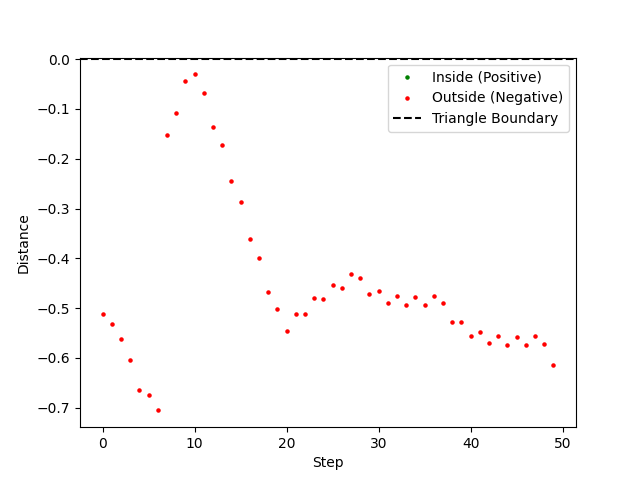 0.0
−0.1
−0.2
−0.3
−0.4
−0.5
−0.6
−0.7
Distance
Inside (Positive)
Outside (Negative)
Triangle Boundary
0 10 20 30 40 50
Step